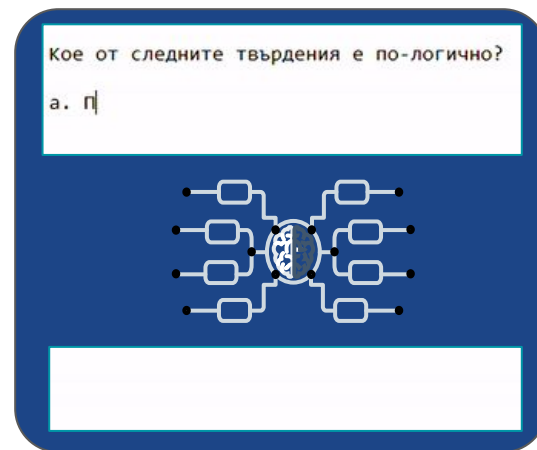 Кое от следните твърдения е по-логично?
а. П